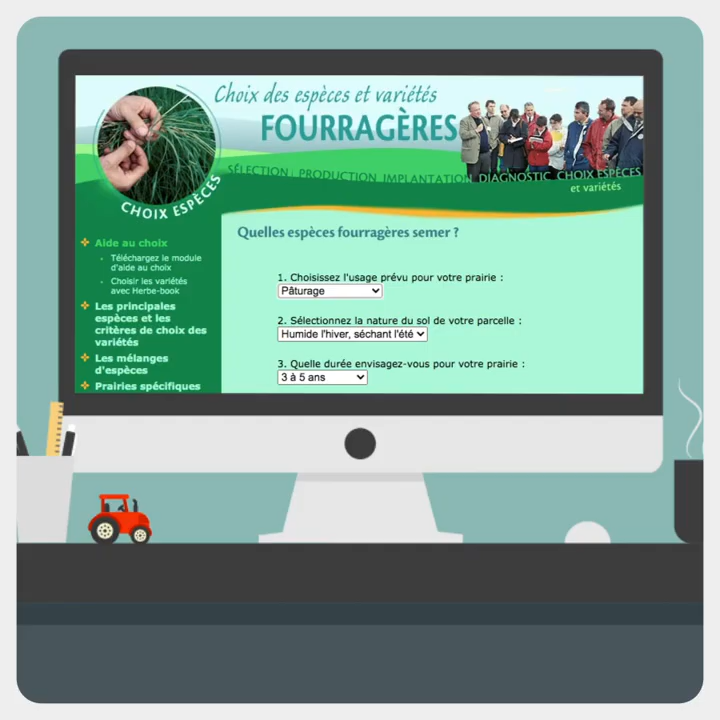 Choix des espèces et variétés
FOURRAGÈRES
SÉLECTION PRODUCTION IMPLANTATION DIAGNOSTIC CHOIX ESPÈCES
et variétés
CHOIX ESPÈCES
Aide au choix
Téléchargez le module
d'aide au choix
Choisir les variétés
avec Herbe-book
Les principales
espèces et les
critères de choix des
variétés
Les mélanges
d'espèces
Prairies spécifiques
Quelles espèces fourragères semer ?
1. Choisissez l'usage prévu pour votre prairie :
Pâturage
2. Sélectionnez la nature du sol de votre parcelle :
Humide l'hiver, séchant l'été
3. Quelle durée envisagez-vous pour votre prairie :
3 à 5 ans